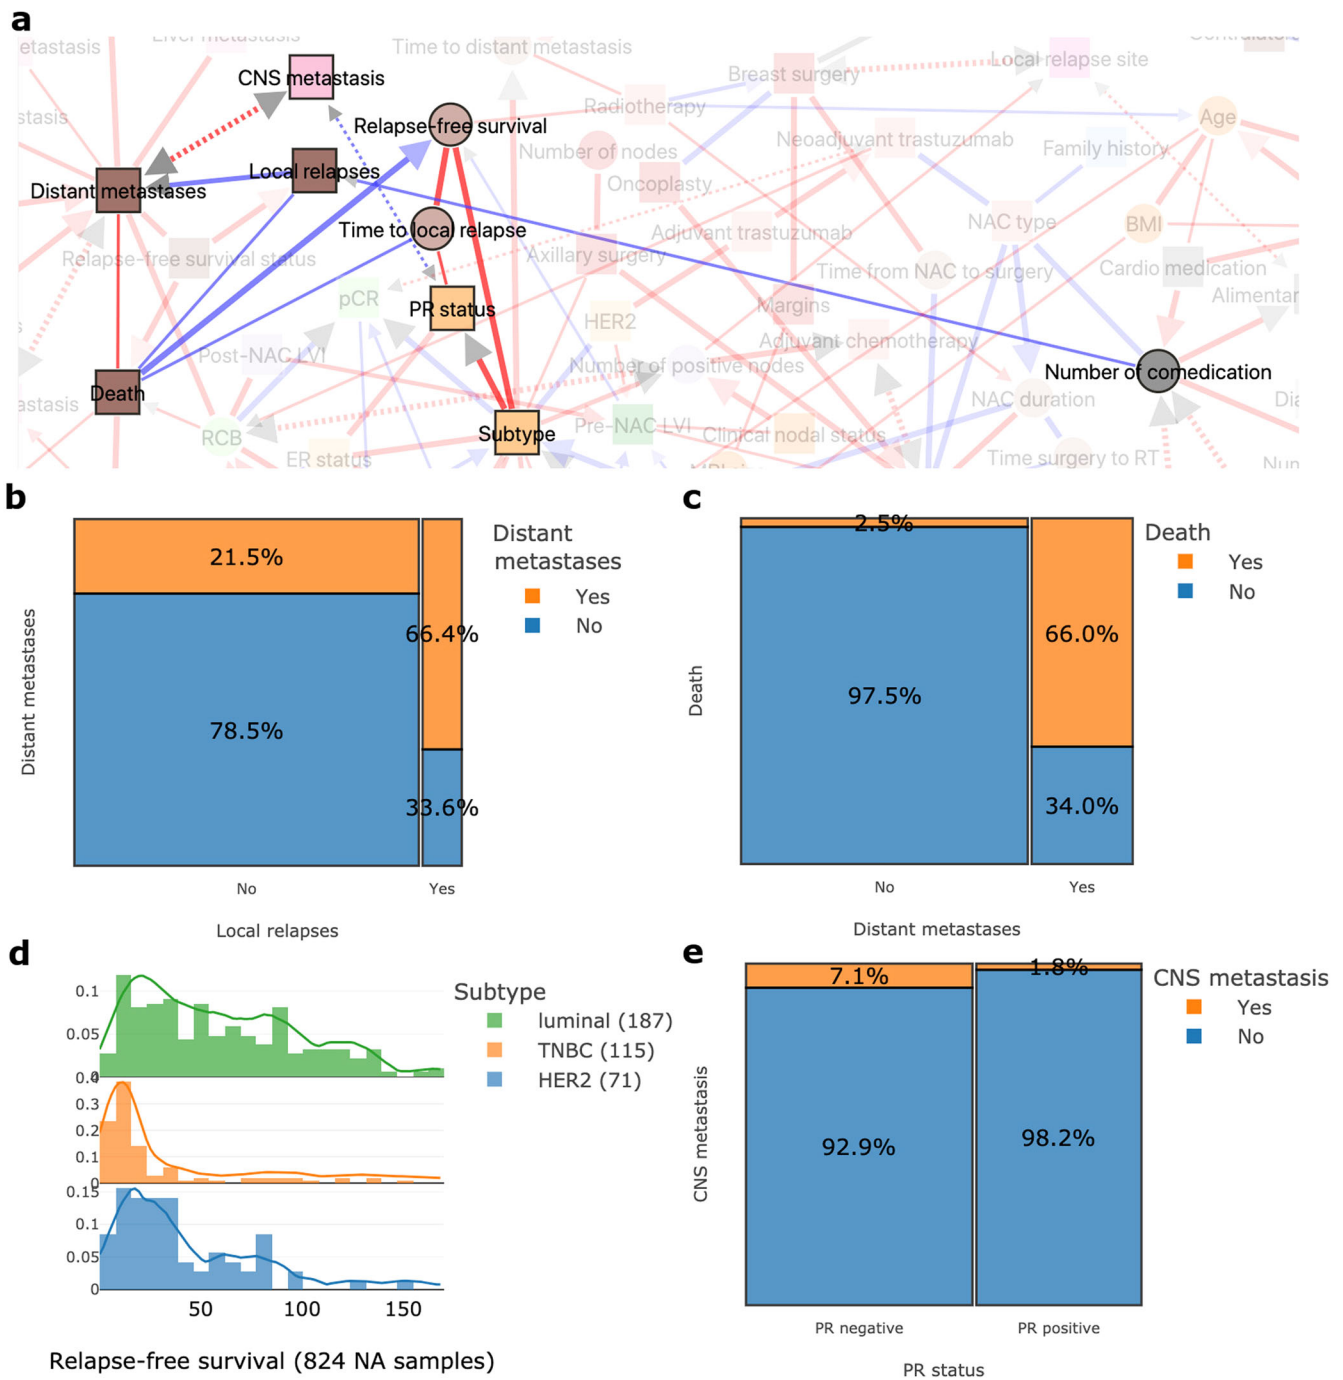 a
etastasis
Liver metastasis
Time to distant metastasis
Local relapse site
CNS metastasis
Breast surgery
Radiotherapy
Age
stasis
Relapse-free survival
Neoadjuvant trastuzumab
Number of nodes
Family history
Local relapses
Oncoplasty
Distant metastases
NAC type
BMI
Time to local relapse
Adjuvant trastuzumab
Relapse-free survival status
Axillary surgery
Time from NAC to surgery
Cardio medication
pCR
Alimentar
PR status
Margins
HER2
Adjuvant chemotherapy
Post-NAC LVI
Number of positive nodes
Number of comedication
Death
astasis
NAC duration
Dia
RCB
Subtype
Pre-NAC LVI
Clinical nodal status
ER status
Time surgery to RT
Num
b
21.5%
78.5%
66.4%
33.6%
Distant metastases
No
Yes
Local relapses
Distant
metastases
Yes
No
c
2.5%
97.5%
66.0%
34.0%
Death
No
Yes
Distant metastases
Death
Yes
No
d
0.1
0.05
0
0.4
0.3
0.2
0.1
0
0.15
0.1
0.05
0
50
100
150
Relapse-free survival (824 NA samples)
Subtype
luminal (187)
TNBC (115)
HER2 (71)
e
7.1%
1.8%
92.9%
98.2%
CNS metastasis
PR negative
PR positive
PR status
CNS metastasis
Yes
No